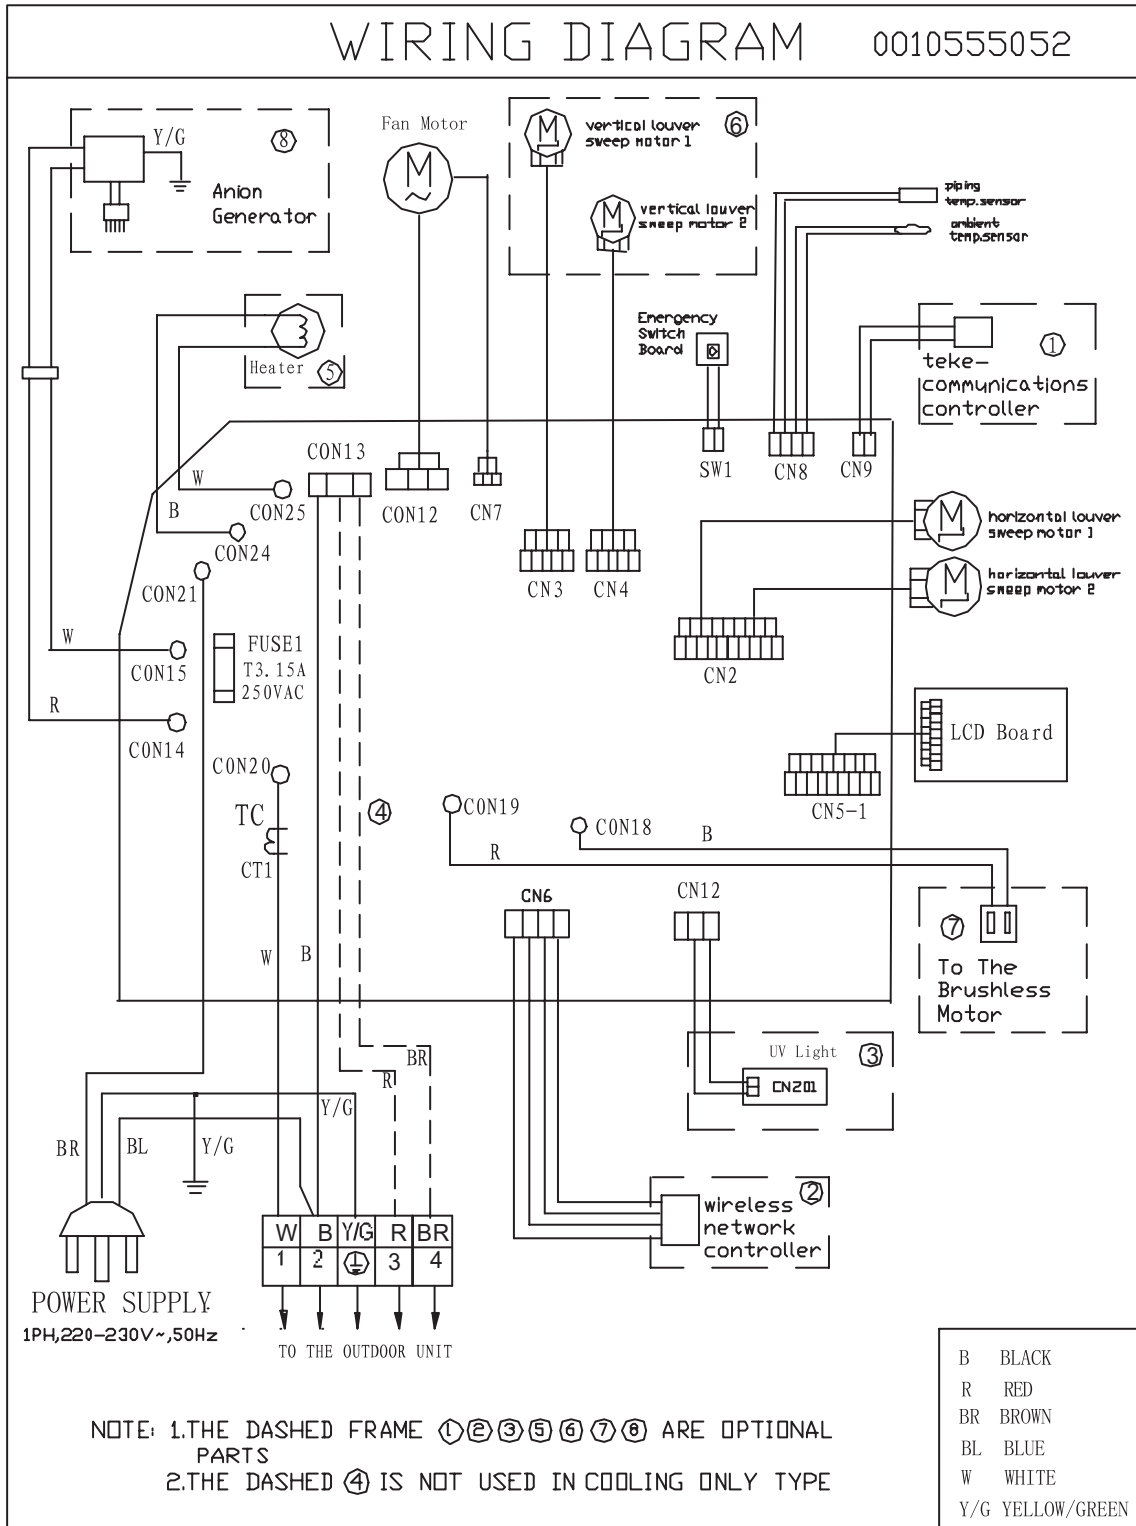 WIRING DIAGRAM 0010555052
Y/G
8
Anion
Generator
Fan Motor
M
M
vertical louver
sweep motor 1
6
M
vertical louver
sweep motor 2
piping
temp.sensor
ambient
temp.sensor
Heater
5
Emergency
Switch
Board
1
teke-
communications
controller
CON13
W
CON25
B
CON24
CON12
CN7
SW1
CN8
CN9
CON21
CN3
CN4
M
horizontal louver
sweep motor 1
M
horizontal louver
sweep motor 2
W
CON15
FUSE1
T3.15A
250VAC
CN2
R
CON14
LCD Board
CON20
TC
CT1
4
CON19
CON18
B
R
CN5-1
CN6
CN12
W
B
7
To The
Brushless
Motor
UV Light
3
CN201
BR
R
Y/G
BR
BL
Y/G
2
wireless
network
controller
W B Y/G R BR
1 2 3 4
POWER SUPPLY
1PH,220-230V~,50Hz
TO THE OUTDOOR UNIT
B BLACK
R RED
BR BROWN
BL BLUE
W WHITE
Y/G YELLOW/GREEN
NOTE: 1.THE DASHED FRAME ①②③⑤⑥⑦⑧ ARE OPTIONAL
PARTS
2.THE DASHED ④ IS NOT USED IN COOLING ONLY TYPE